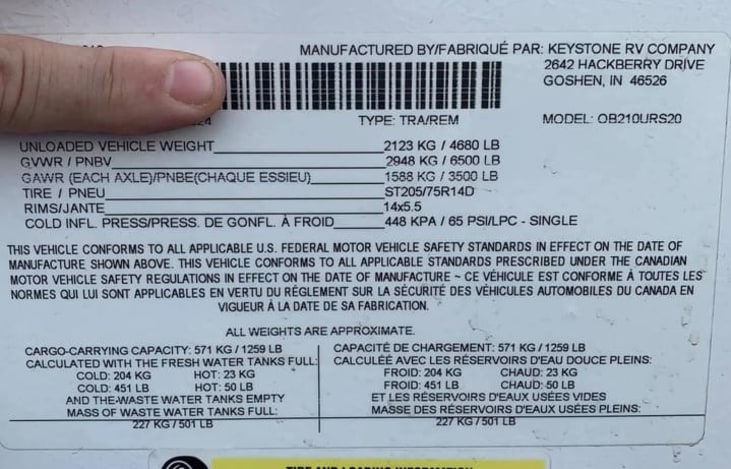 MANUFACTURED BY/FABRIQUÉ PAR: KEYSTONE RV COMPANY
2642 HACKBERRY DRIVE
GOSHEN, IN 46526
TYPE: TRA/REM MODEL: OB210URS20
UNLOADED VEHICLE WEIGHT 2123 KG / 4680 LB
GVWR / PNBV 2948 KG / 6500 LB
GAWR (EACH AXLE)/PNBE(CHAQUE ESSIEU) 1588 KG / 3500 LB
TIRE / PNEU ST205/75R14D
RIMS/JANTE 14x5.5
COLD INFL. PRESS/PRESS. DE GONFL. À FROID 448 KPA / 65 PSI/LPC - SINGLE
THIS VEHICLE CONFORMS TO ALL APPLICABLE U.S. FEDERAL MOTOR VEHICLE SAFETY STANDARDS IN EFFECT ON THE DATE OF
MANUFACTURE SHOWN ABOVE. THIS VEHICLE CONFORMS TO ALL APPLICABLE STANDARDS PRESCRIBED UNDER THE CANADIAN
MOTOR VEHICLE SAFETY REGULATIONS IN EFFECT ON THE DATE OF MANUFACTURE ~ CE VÉHICULE EST CONFORME À TOUTES LES
NORMES QUI LUI SONT APPLICABLES EN VERTU DU RÉGLEMENT SUR LA SÉCURITÉ DES VÉHICULES AUTOMOBILES DU CANADA EN
VIGUEUR À LA DATE DE SA FABRICATION.
ALL WEIGHTS ARE APPROXIMATE.
CARGO-CARRYING CAPACITY: 571 KG / 1259 LB
CALCULATED WITH THE FRESH WATER TANKS FULL:
COLD: 204 KG HOT: 23 KG
COLD: 451 LB HOT: 50 LB
AND THE WASTE WATER TANKS EMPTY
MASS OF WASTE WATER TANKS FULL:
227 KG / 501 LB
CAPACITÉ DE CHARGEMENT: 571 KG / 1259 LB
CALCULÉE AVEC LES RÉSERVOIRS D'EAU DOUCE PLEINS:
FROID: 204 KG CHAUD: 23 KG
FROID: 451 LB CHAUD: 50 LB
ET LES RÉSERVOIRS D'EAUX USÉES VIDES
MASSE DES RÉSERVOIRS D'EAUX USÉES PLEINS:
227 KG / 501 LB
TIRE AND LOADING INFORMATION